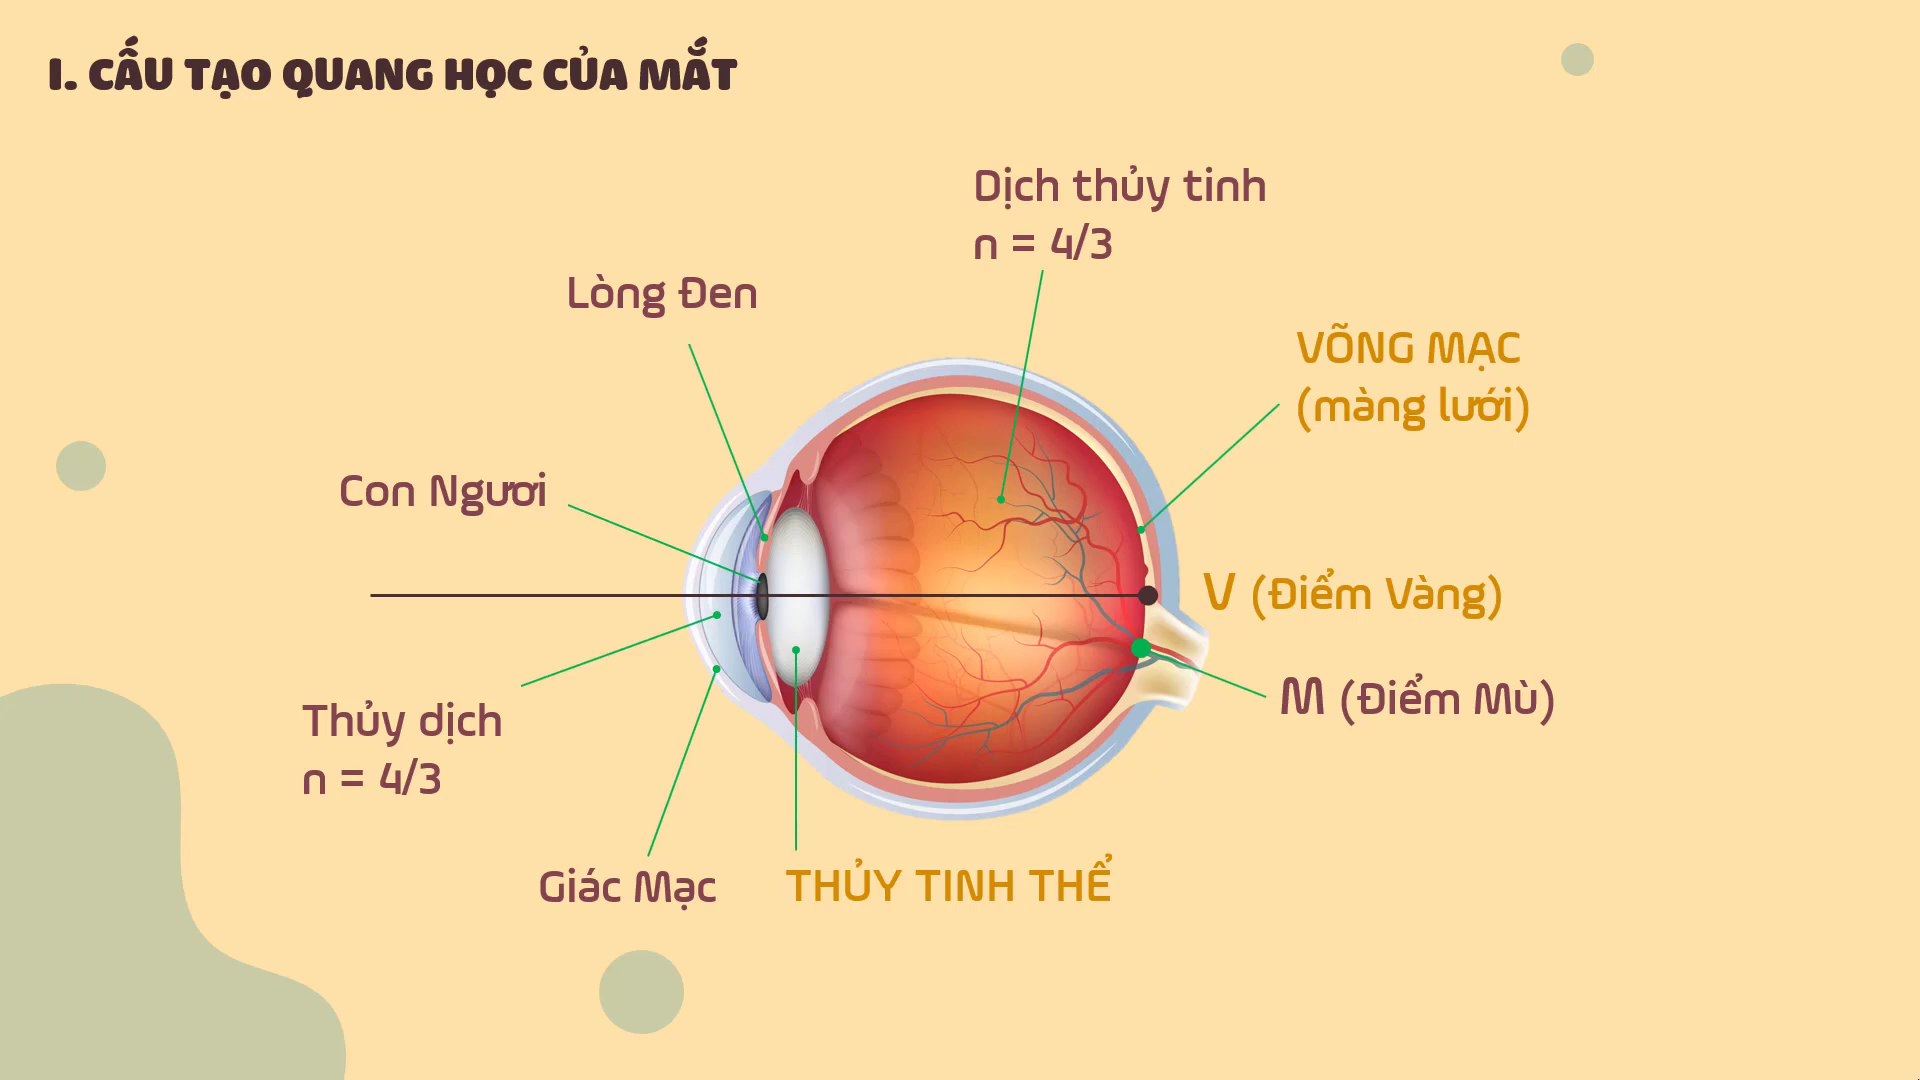 I. CẤU TẠO QUANG HỌC CỦA MẮT
Dịch thủy tinh
n = 4/3
Lòng Đen
VÕNG MẠC
(màng lưới)
Con Ngươi
V (Điểm Vàng)
M (Điểm Mù)
Thủy dịch
n = 4/3
Giác Mạc
THỦY TINH THỂ